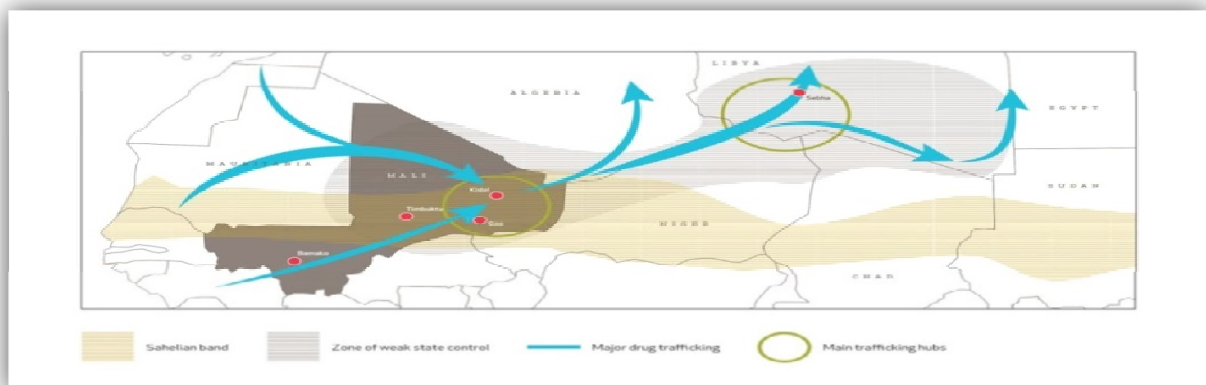 LIBYA
ALGERIA
Sabha
EGYPT
MAURITANIA
MALI
SUDAN
Kidal
Timbuktu
Gao
NIGER
Bamako
CHAD
Sahelian band
Zone of weak state control
Major drug trafficking
Main trafficking hubs